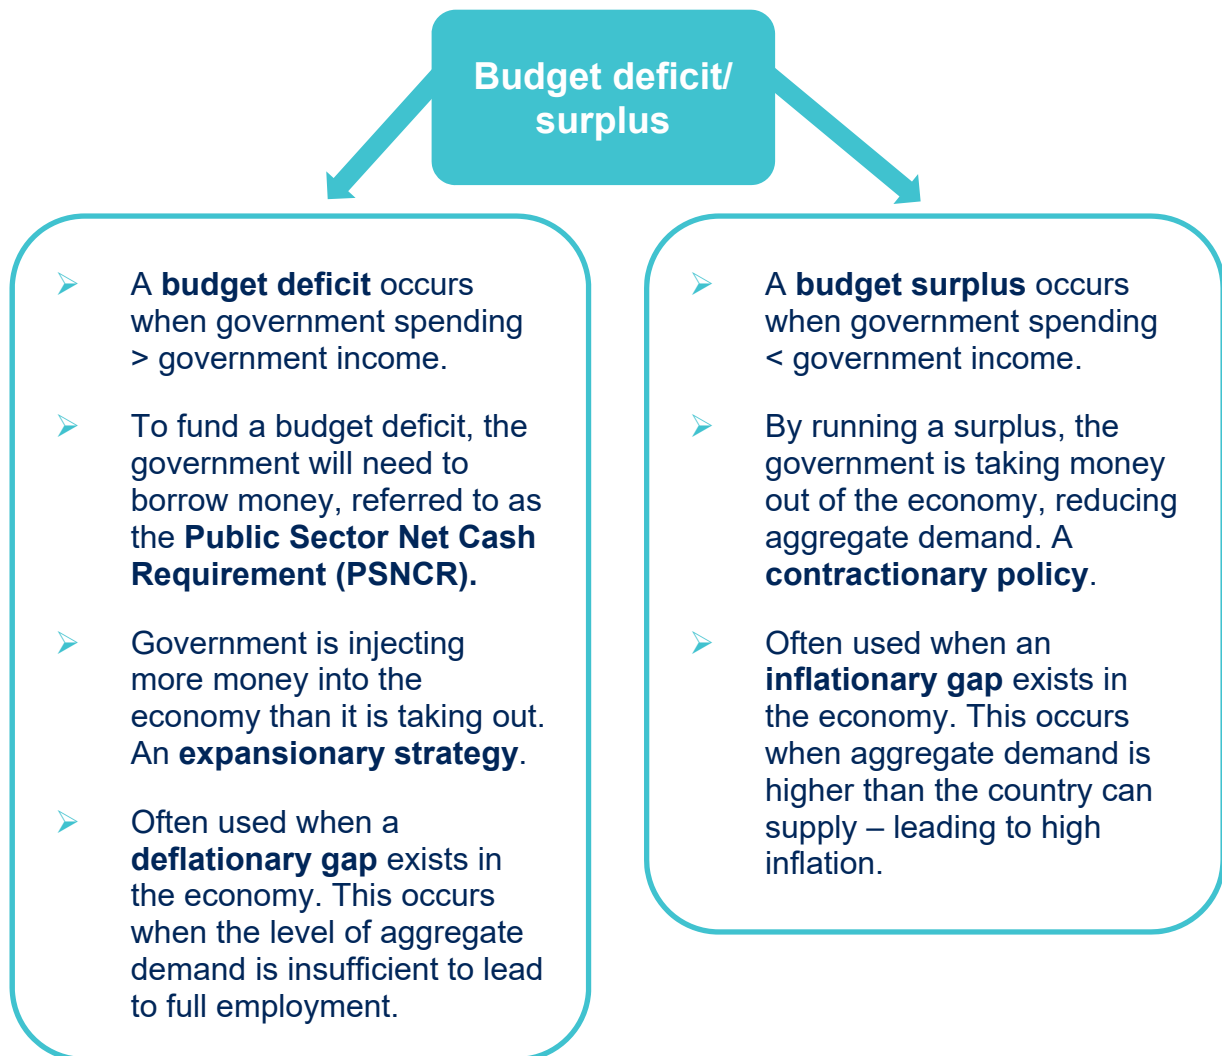 Budget deficit/
surplus
➢ A budget deficit occurs
when government spending
> government income.
➢ To fund a budget deficit, the
government will need to
borrow money, referred to as
the Public Sector Net Cash
Requirement (PSNCR).
➢ Government is injecting
more money into the
economy than it is taking out.
An expansionary strategy.
➢ Often used when a
deflationary gap exists in
the economy. This occurs
when the level of aggregate
demand is insufficient to lead
to full employment.
➢ A budget surplus occurs
when government spending
< government income.
➢ By running a surplus, the
government is taking money
out of the economy, reducing
aggregate demand. A
contractionary policy.
➢ Often used when an
inflationary gap exists in
the economy. This occurs
when aggregate demand is
higher than the country can
supply – leading to high
inflation.